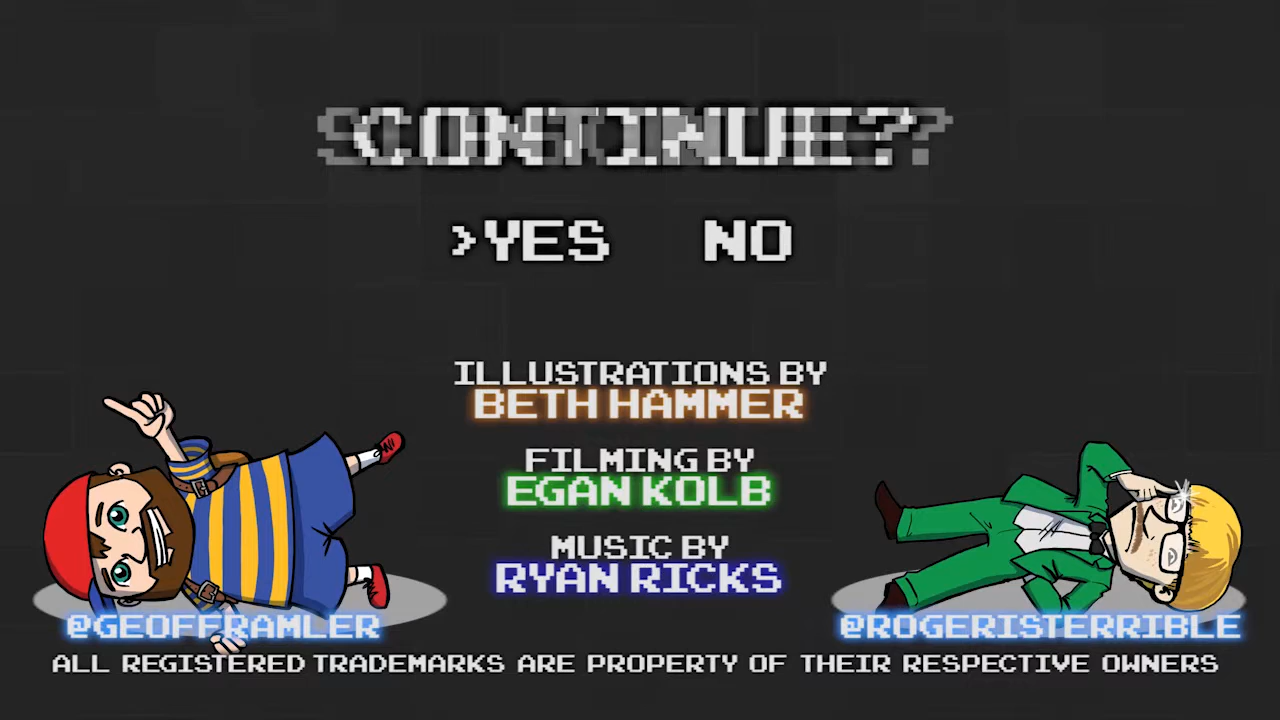 CONTINUE?
>YES NO
ILLUSTRATIONS BY
BETH HAMMER
FILMING BY
EGAN KOLB
MUSIC BY
RYAN RICKS
@GEOFFRAMLER
@ROGERISTERRIBLE
ALL REGISTERED TRADEMARKS ARE PROPERTY OF THEIR RESPECTIVE OWNERS